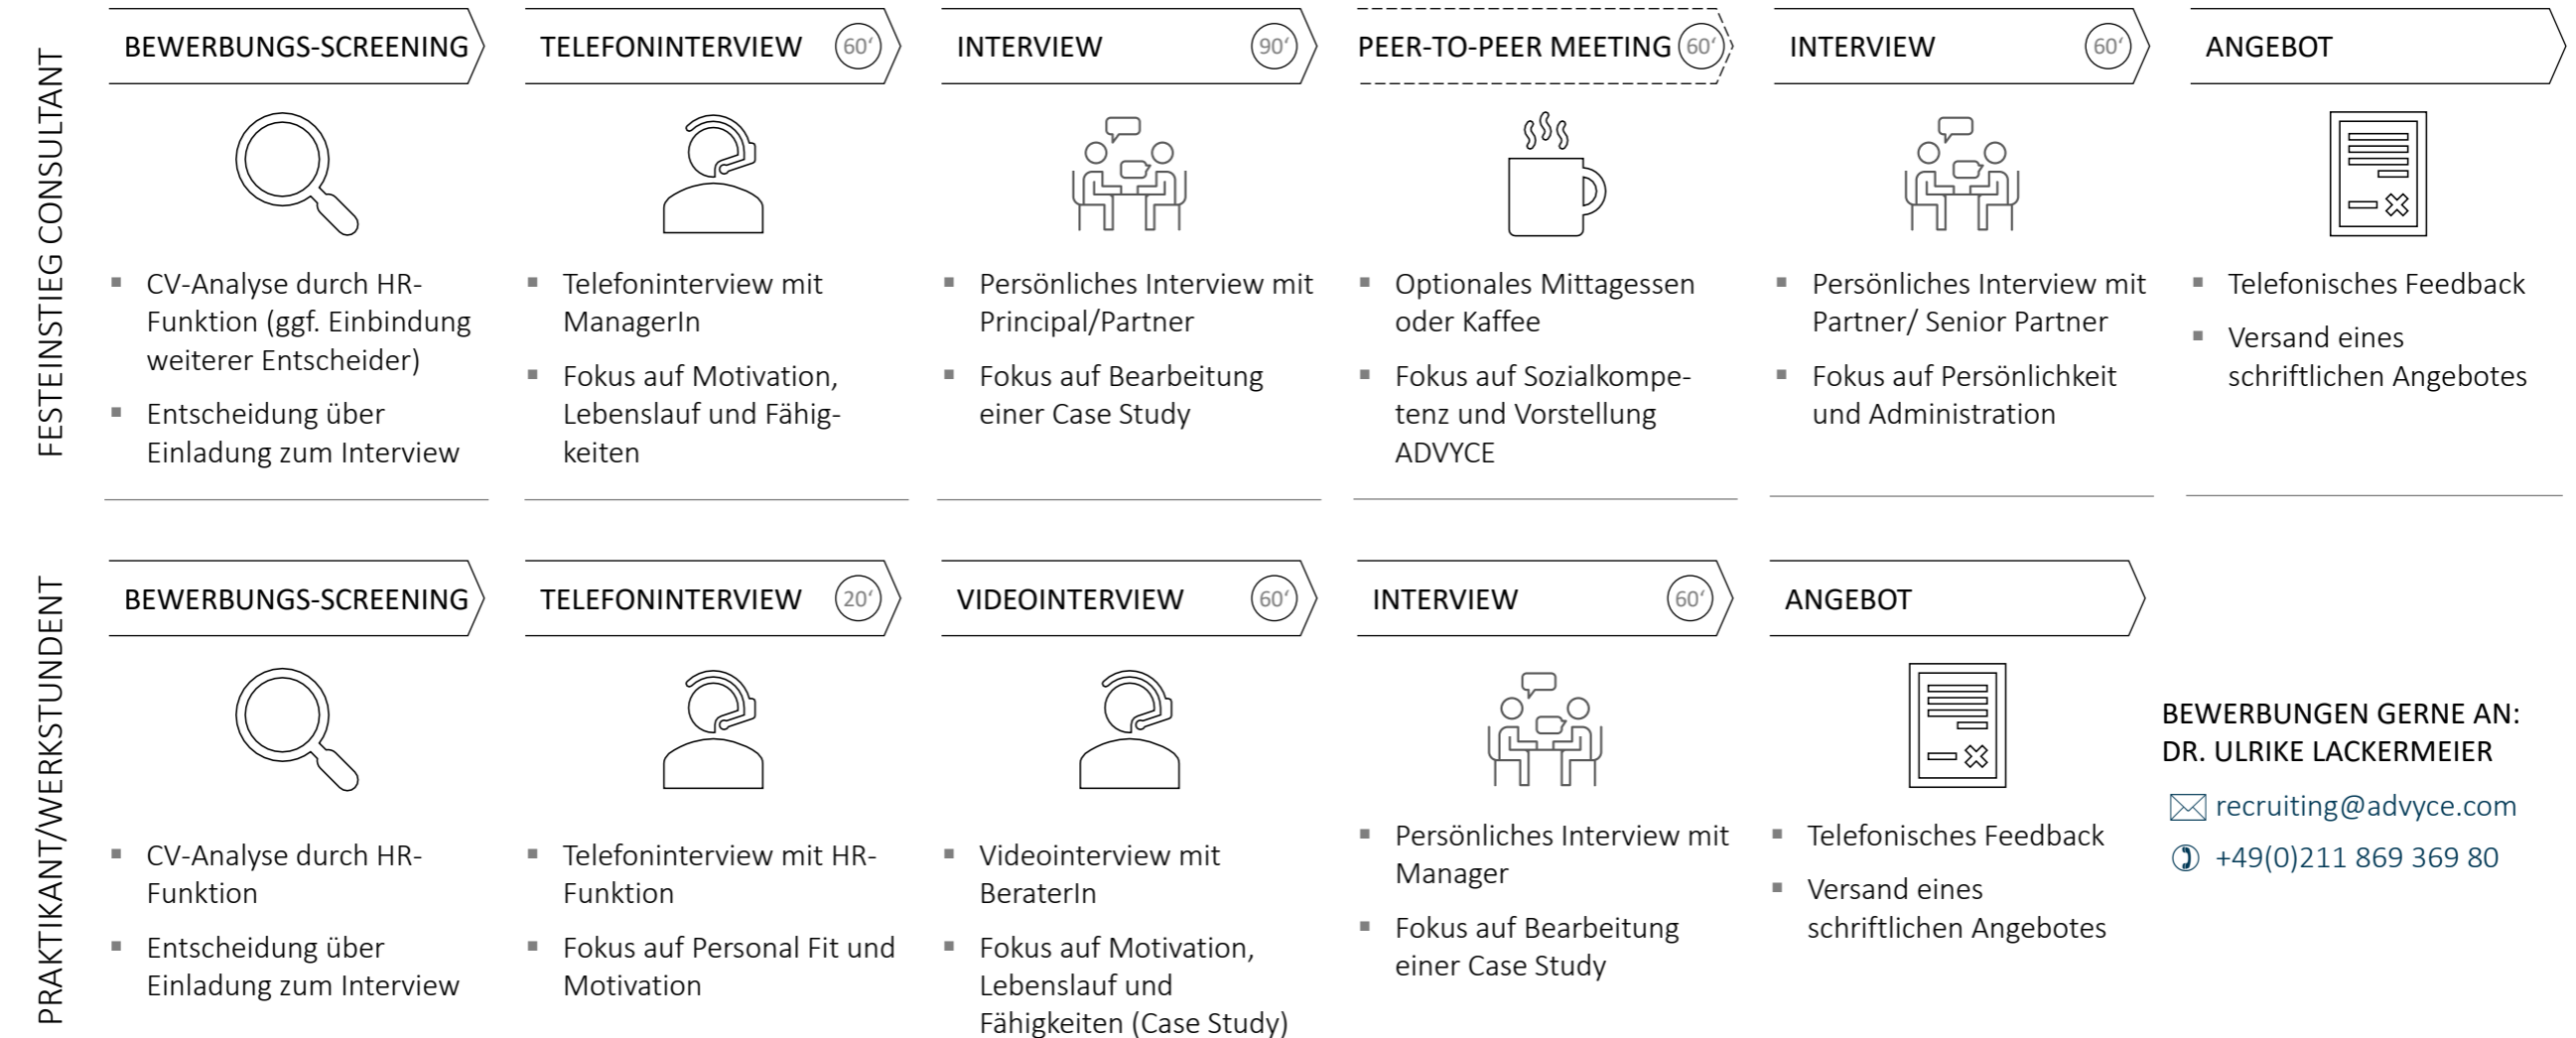 FESTEINSTIEG CONSULTANT
BEWERBUNGS-SCREENING
CV-Analyse durch HR-
Funktion (ggf. Einbindung
weiterer Entscheider)
Entscheidung über
Einladung zum Interview
TELEFONINTERVIEW 60‘
Telefoninterview mit
ManagerIn
Fokus auf Motivation,
Lebenslauf und Fähig-
keiten
INTERVIEW 90‘
Persönliches Interview mit
Principal/Partner
Fokus auf Bearbeitung
einer Case Study
PEER-TO-PEER MEETING 60‘
Optionales Mittagessen
oder Kaffee
Fokus auf Sozialkompe-
tenz und Vorstellung
ADVYCE
INTERVIEW 60‘
Persönliches Interview mit
Partner/ Senior Partner
Fokus auf Persönlichkeit
und Administration
ANGEBOT
Telefonisches Feedback
Versand eines
schriftlichen Angebotes
PRAKTIKANT/WERKSTUNDENT
BEWERBUNGS-SCREENING
CV-Analyse durch HR-
Funktion
Entscheidung über
Einladung zum Interview
TELEFONINTERVIEW 20‘
Telefoninterview mit HR-
Funktion
Fokus auf Personal Fit und
Motivation
VIDEOINTERVIEW 60‘
Videointerview mit
BeraterIn
Fokus auf Motivation,
Lebenslauf und
Fähigkeiten (Case Study)
INTERVIEW 60‘
Persönliches Interview mit
Manager
Fokus auf Bearbeitung
einer Case Study
ANGEBOT
Telefonisches Feedback
Versand eines
schriftlichen Angebotes
BEWERBUNGEN GERNE AN:
DR. ULRIKE LACKERMEIER
recruiting@advyce.com
+49(0)211 869 369 80